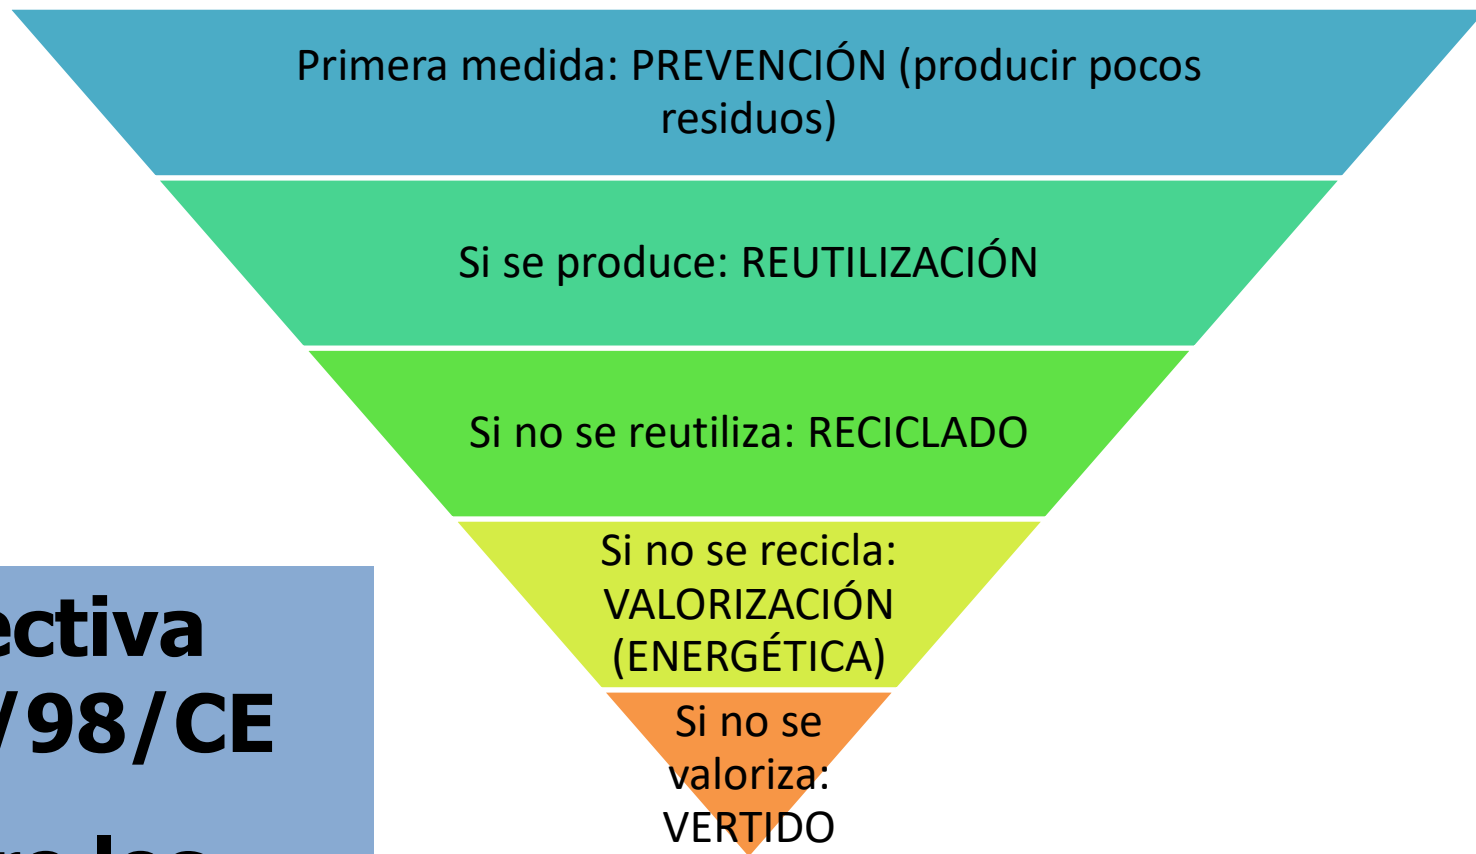 Primera medida: PREVENCIÓN (producir pocos
residuos)
Si se produce: REUTILIZACIÓN
Si no se reutiliza: RECICLADO
Si no se recicla:
VALORIZACIÓN
(ENERGÉTICA)
Si no se
valoriza:
VERTIDO
ectiva
/98/CE